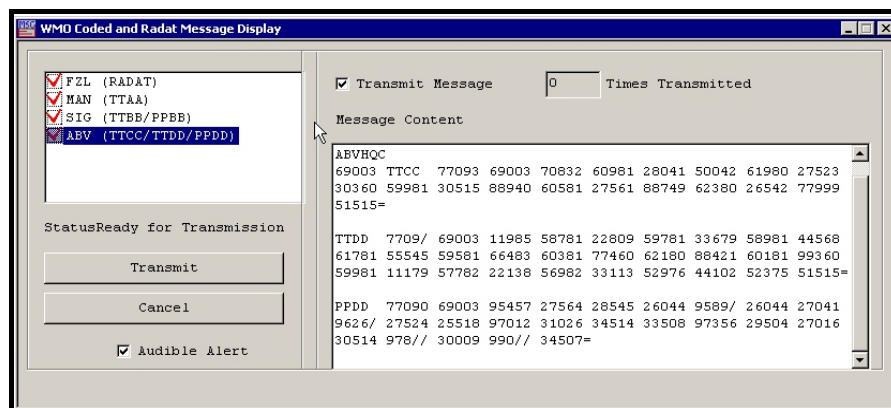 WMO Coded and Radat Message Display
FZL (RADAT)
MAN (TTAA)
SIG (TTBB/PPBB)
ABV (TTCC/TTDD/PPDD)
StatusReady for Transmission
Transmit
Cancel
Audible Alert
Transmit Message 0 Times Transmitted
Message Content
ABVHQC
69003 TTCC 77093 69003 70832 60981 28041 50042 61980 27523
30360 59981 30515 88940 60581 27561 88749 62380 26542 77999
51515=
TTDD 7709/ 69003 11985 58781 22809 59781 33679 58981 44568
61781 55545 59581 66483 60381 77460 62180 88421 60181 99360
59981 11179 57782 22138 56982 33113 52976 44102 52375 51515=
PPDD 77090 69003 95457 27564 28545 26044 9589/ 26044 27041
9626/ 27524 25518 97012 31026 34514 33508 97356 29504 27016
30514 978// 30009 990// 34507=